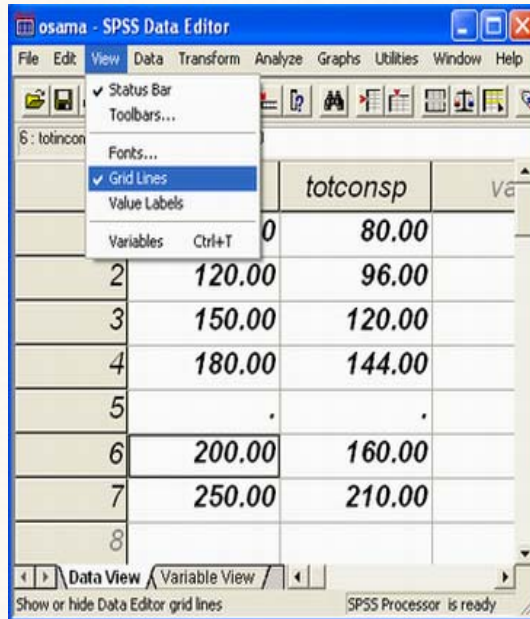 osama - SPSS Data Editor
File Edit View Data Transform Analyze Graphs Utilities Window Help
Status Bar
Toolbars...
6 : totincon
Fonts...
Grid Lines
Value Labels
Variables Ctrl+T
totconsp va
0 80.00
2 120.00 96.00
3 150.00 120.00
4 180.00 144.00
5 . .
6 200.00 160.00
7 250.00 210.00
8
Data View Variable View
Show or hide Data Editor grid lines SPSS Processor is ready